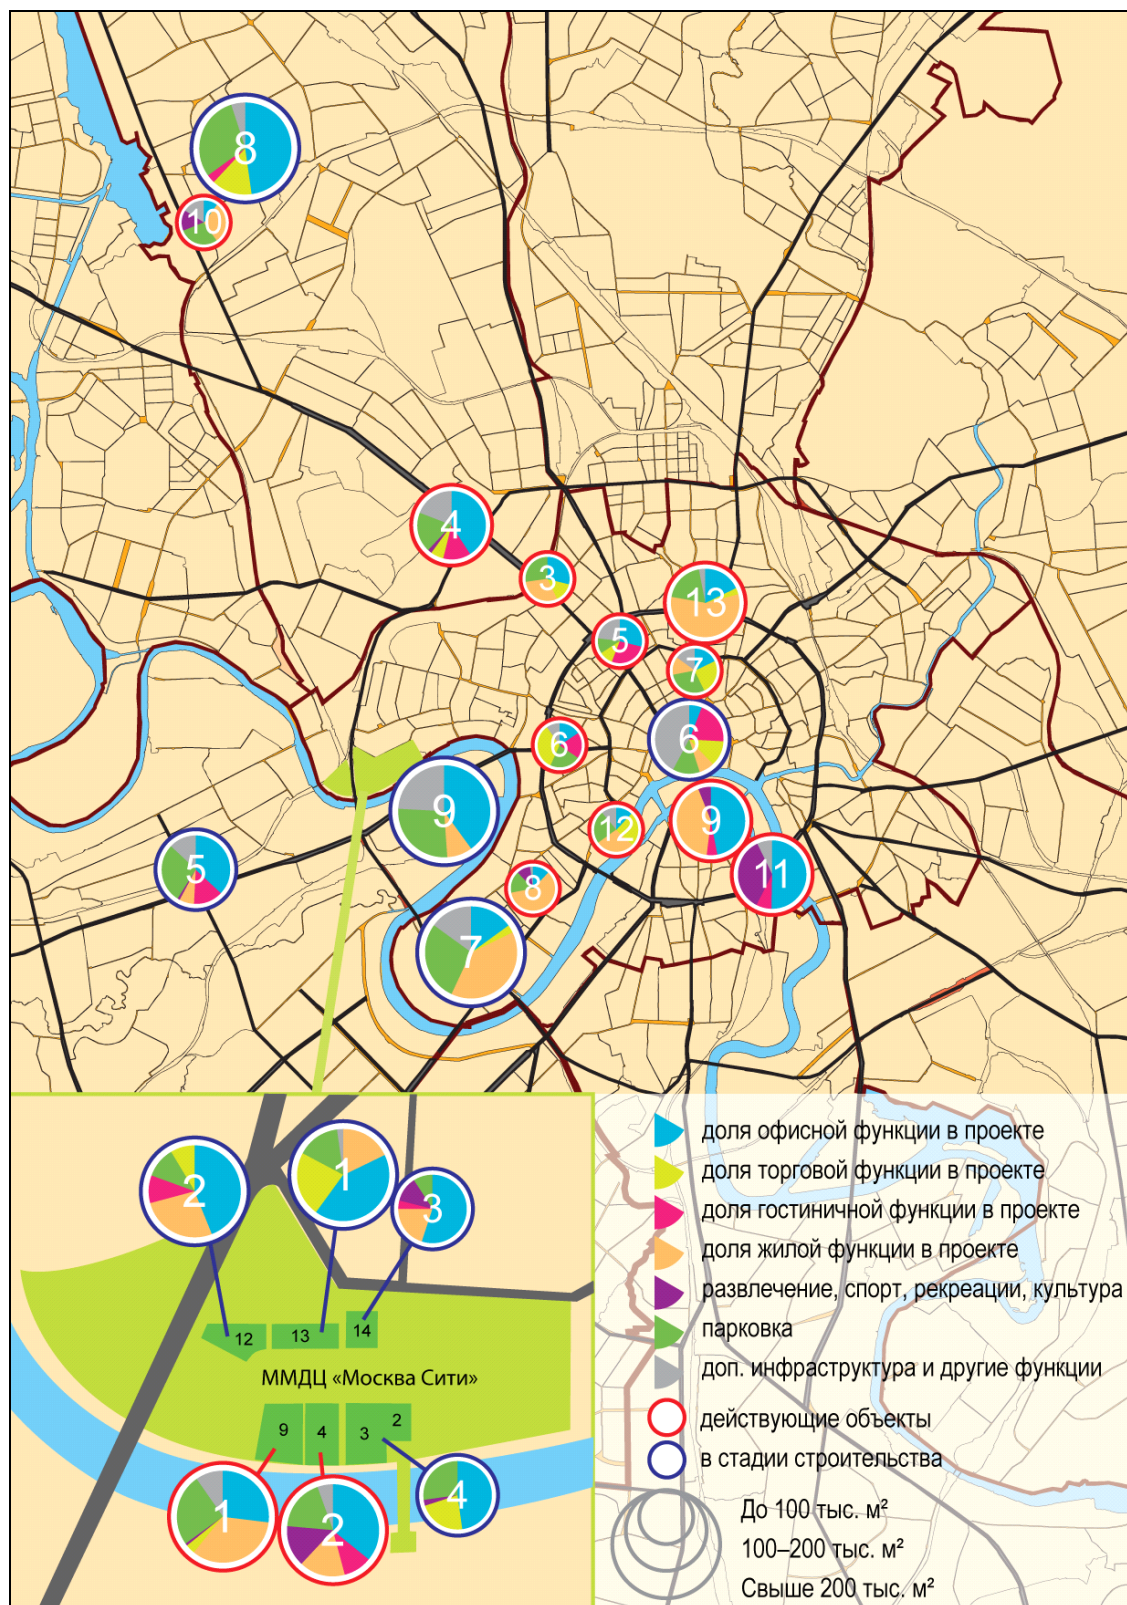 8
10
4
3
13
5
7
6
6
9
9
12
5
11
8
7
2
1
3
12
13
14
ММДЦ «Москва Сити»
9
4
3
2
1
2
4
доля офисной функции в проекте
доля торговой функции в проекте
доля гостиничной функции в проекте
доля жилой функции в проекте
развлечение, спорт, рекреации, культура
парковка
доп. инфраструктура и другие функции
действующие объекты
в стадии строительства
До 100 тыс. м²
100–200 тыс. м²
Свыше 200 тыс. м²